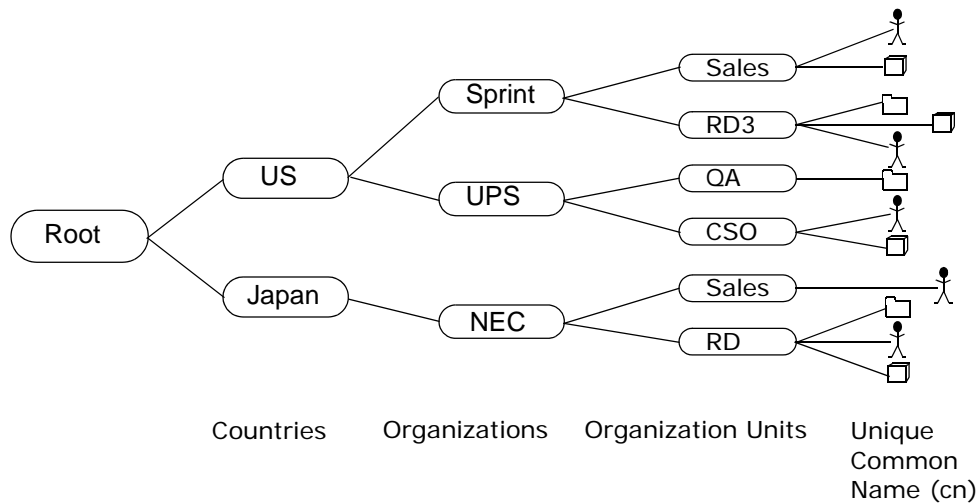 Sales
Sprint
RD3
US
QA
UPS
CSO
Root
Sales
Japan
NEC
RD
Countries
Organizations
Organization Units
Unique
Common
Name (cn)